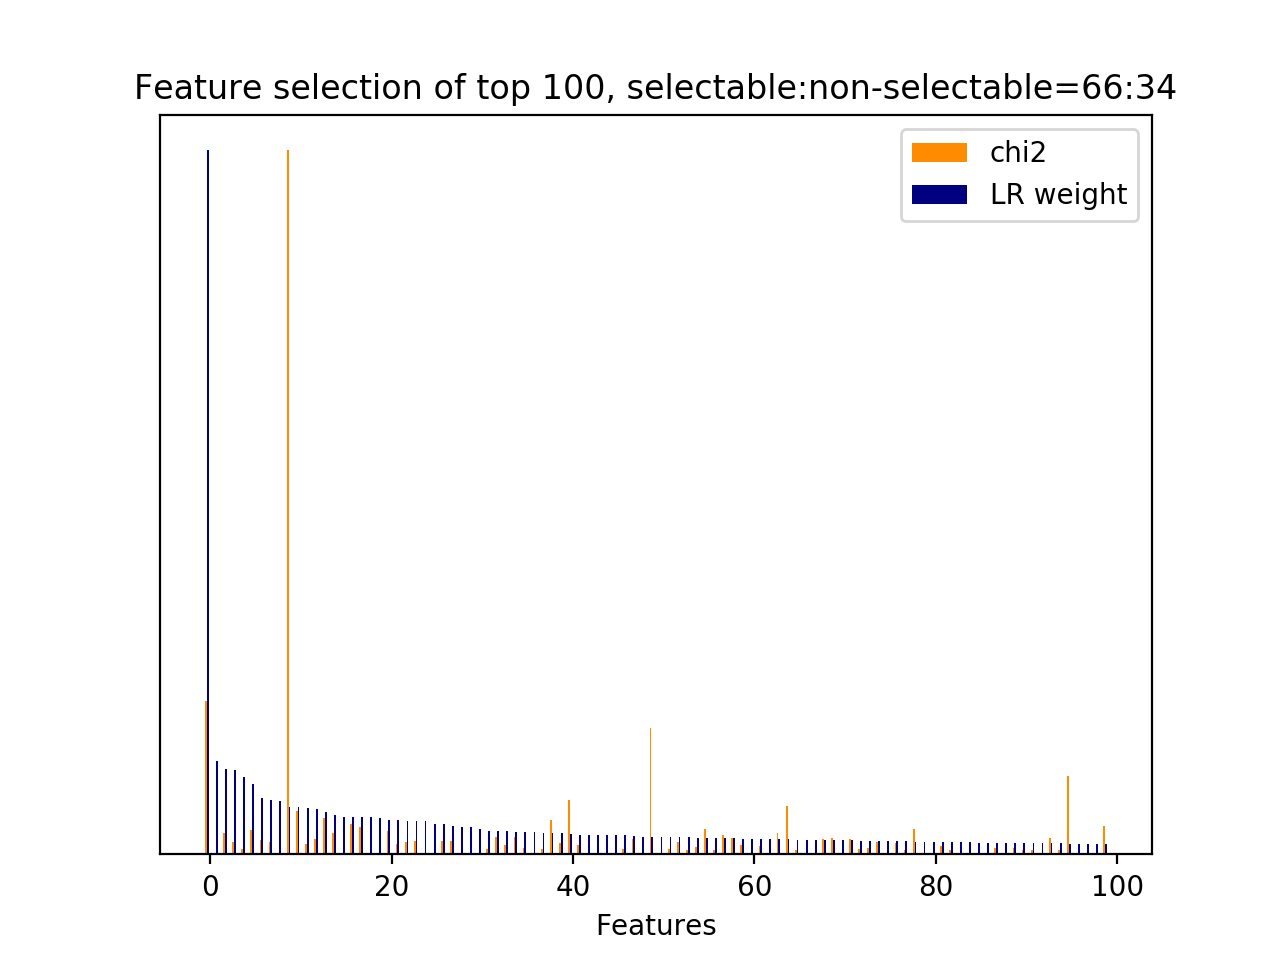 Feature selection of top 100, selectable:non-selectable=66:34
chi2
LR weight
0 20 40 60 80 100
Features